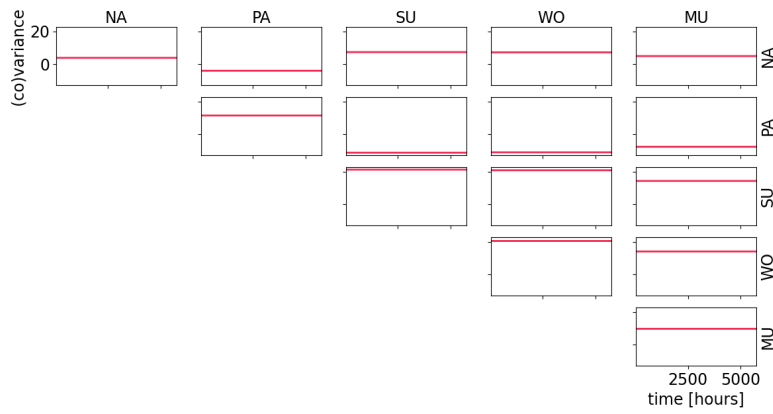 NA PA SU WO MU
20
0
(co)variance
NA
PA
SU
WO
MU
2500 5000
time [hours]